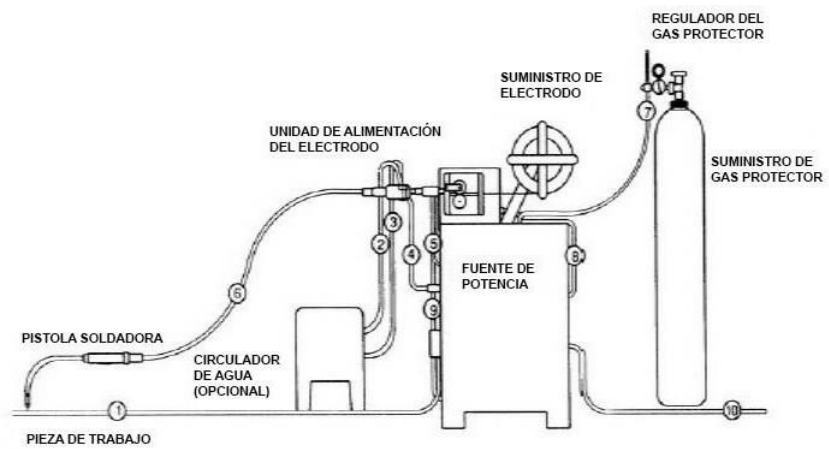 REGULADOR DEL
GAS PROTECTOR
SUMINISTRO DE
ELECTRODO
7
UNIDAD DE ALIMENTACIÓN
DEL ELECTRODO
SUMINISTRO DE
GAS PROTECTOR
3
2
5
4
8
FUENTE DE
POTENCIA
6
9
PISTOLA SOLDADORA
CIRCULADOR
DE AGUA
(OPCIONAL)
1
10
PIEZA DE TRABAJO